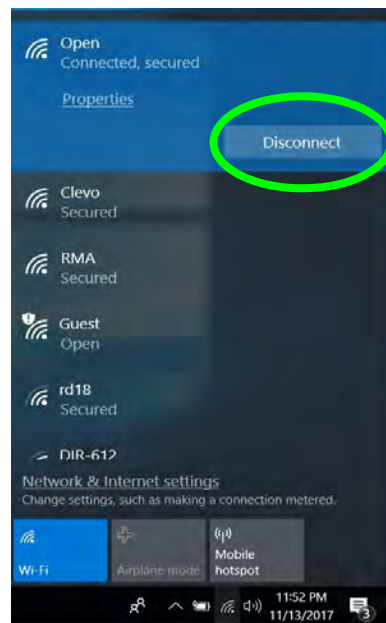 Open
Connected, secured
Properties
Disconnect
Clevo
Secured
RMA
Secured
Guest
Open
rd18
Secured
DIR-612
Network & Internet settings
Change settings, such as making a connection metered.
Wi-Fi
Airplane mode
Mobile
hotspot
11:52 PM
11/13/2017
3